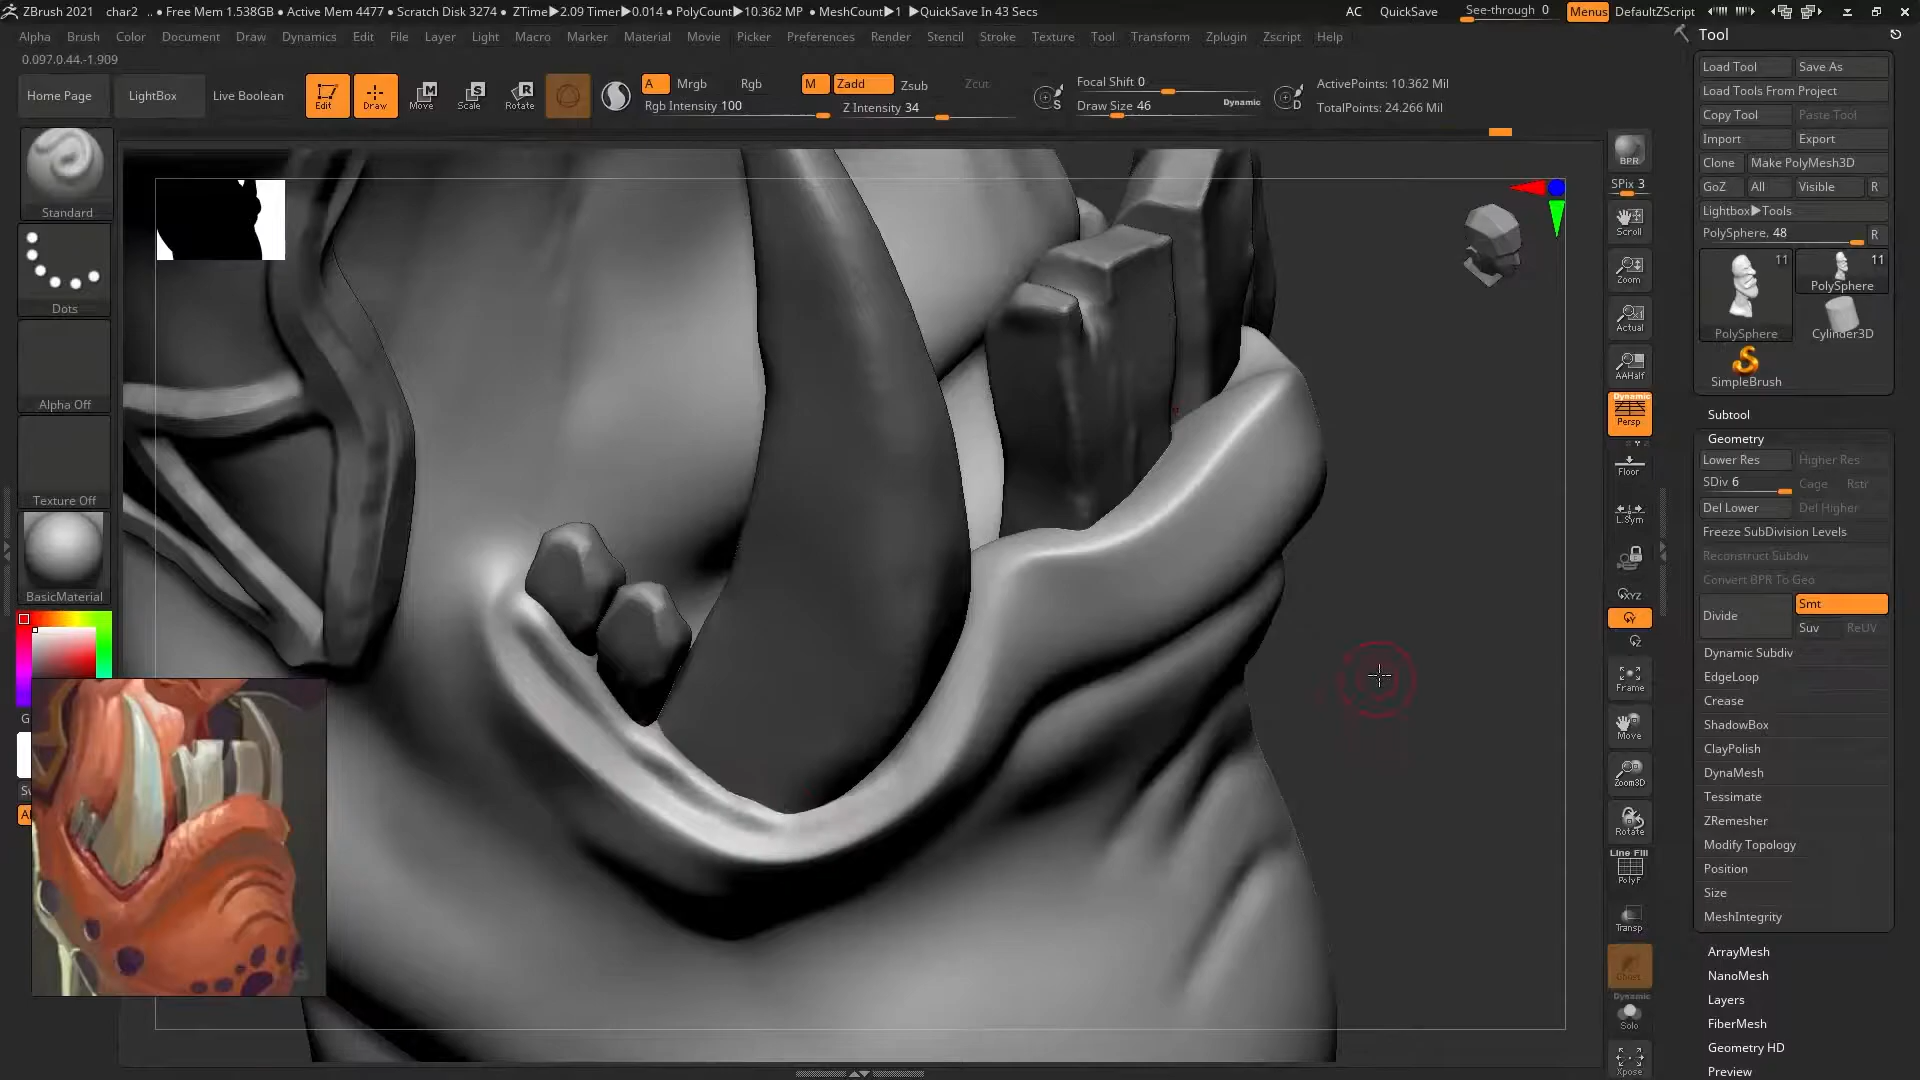 ZBrush 2021 char2 .. • Free Mem 1.538GB • Active Mem 4477 • Scratch Disk 3274 • ZTime▶2.09 Timer▶0.014 • PolyCount▶10.362 MP • MeshCount▶1 ▶QuickSave In 43 Secs AC QuickSave See-through 0 Menus DefaultZScript
Alpha Brush Color Document Draw Dynamics Edit File Layer Light Macro Marker Material Movie Picker Preferences Render Stencil Stroke Texture Tool Transform Zplugin Zscript Help
0.097,0.44,-1.909
Home Page LightBox Live Boolean Edit Draw Move Scale Rotate
A Mrgb Rgb M Zadd Zsub Zcut
Rgb Intensity 100 Z Intensity 34
S Focal Shift 0
Draw Size 46 Dynamic D
ActivePoints: 10.362 Mil
TotalPoints: 24.266 Mil
Standard
Dots
Alpha Off
Texture Off
BasicMaterial
G
Sw
Al
BPR
SPix 3
Scroll
Zoom
Actual
AAHalf
Dynamic
Persp
Floor
L.Sym
XYZ
Y
Z
Frame
Move
Zoom3D
Rotate
Line Fill
PolyF
Transp
Ghost
Dynamic
Solo
Xpose
Tool
Load Tool Save As
Load Tools From Project
Copy Tool Paste Tool
Import Export
Clone Make PolyMesh3D
GoZ All Visible R
Lightbox▶Tools
PolySphere. 48 R
11 11
PolySphere
PolySphere Cylinder3D
SimpleBrush
Subtool
Geometry
Lower Res Higher Res
SDiv 6 Cage Rstr
Del Lower Del Higher
Freeze SubDivision Levels
Reconstruct Subdiv
Convert BPR To Geo
Divide Smt
Suv ReUV
Dynamic Subdiv
EdgeLoop
Crease
ShadowBox
ClayPolish
DynaMesh
Tessimate
ZRemesher
Modify Topology
Position
Size
MeshIntegrity
ArrayMesh
NanoMesh
Layers
FiberMesh
Geometry HD
Preview